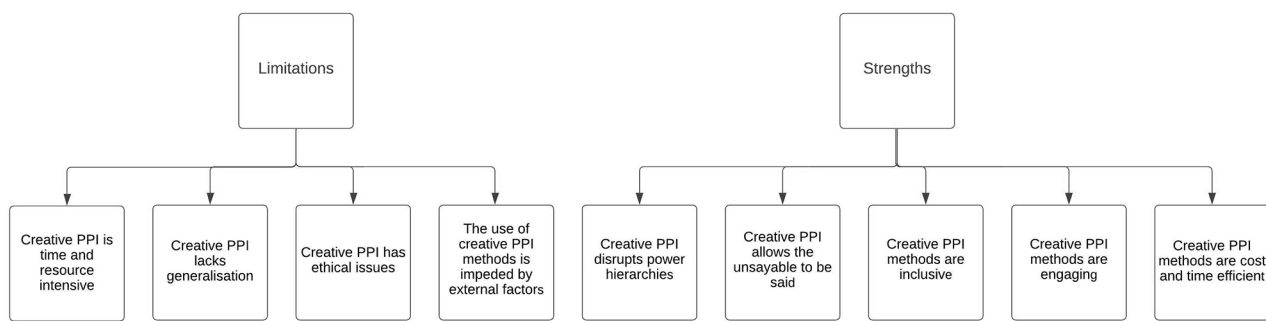 Limitations
Strengths
Creative PPI is
time and
resource
intensive
Creative PPI
lacks
generalisation
Creative PPI has
ethical issues
The use of
creative PPI
methods is
impeded by
external factors
Creative PPI
disrupts power
hierarchies
Creative PPI
allows the
unsayable to be
said
Creative PPI
methods are
inclusive
Creative PPI
methods are
engaging
Creative PPI
methods are cost
and time efficient